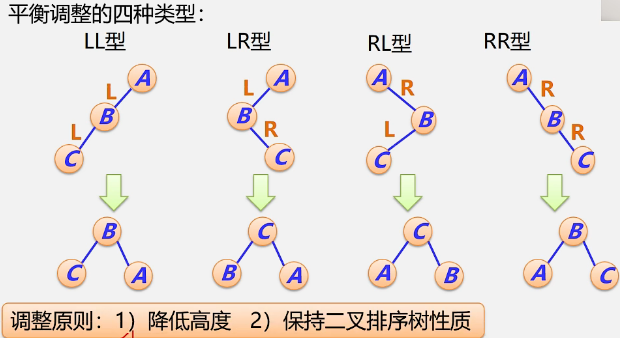 平衡调整的四种类型：
LL型 LR型 RL型 RR型
A A A A
L L R R
B B B B
L R L R
C C C C
B C C B
C A B A A B A C
调整原则：1）降低高度 2）保持二叉排序树性质